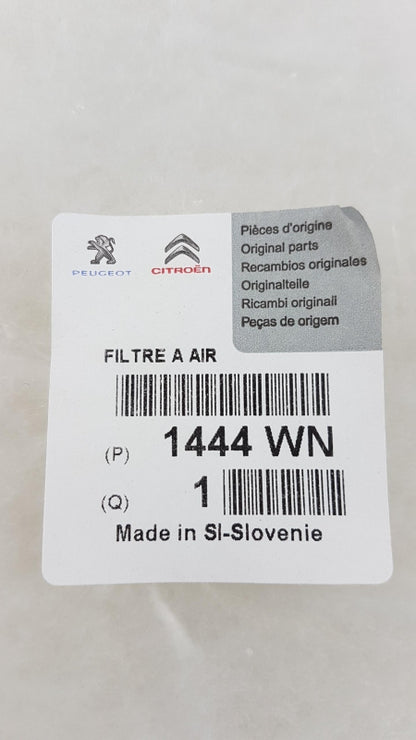 PEUGEOT
CITROËN
Pièces d'origine
Original parts
Recambios originales
Originalteile
Ricambi originail
Peças de origem
FILTRE A AIR
(P) 1444 WN
(Q) 1
Made in SI-Slovenie